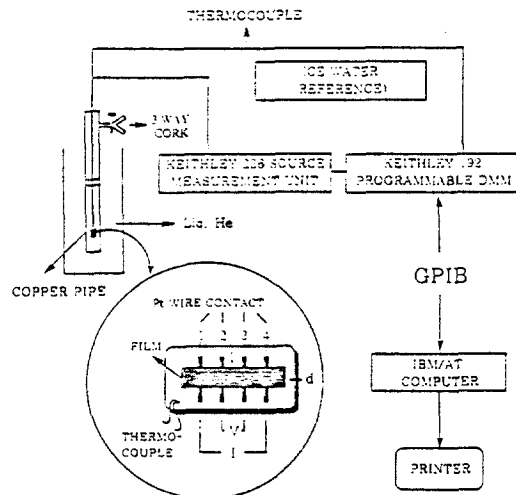 THERMOCOUPLE
ICE WATER
REFERENCE)
3 WAY
CORK
KEITHLEY SOURCE
MEASUREMENT UNIT
KEITHLEY 192
PROGRAMMABLE DMM
Liq. He
COPPER PIPE
GPIB
Pt WIRE CONTACT
1 2 3 4
FILM
d
THERMO-
COUPLE
V
I
IBM/AT
COMPUTER
PRINTER